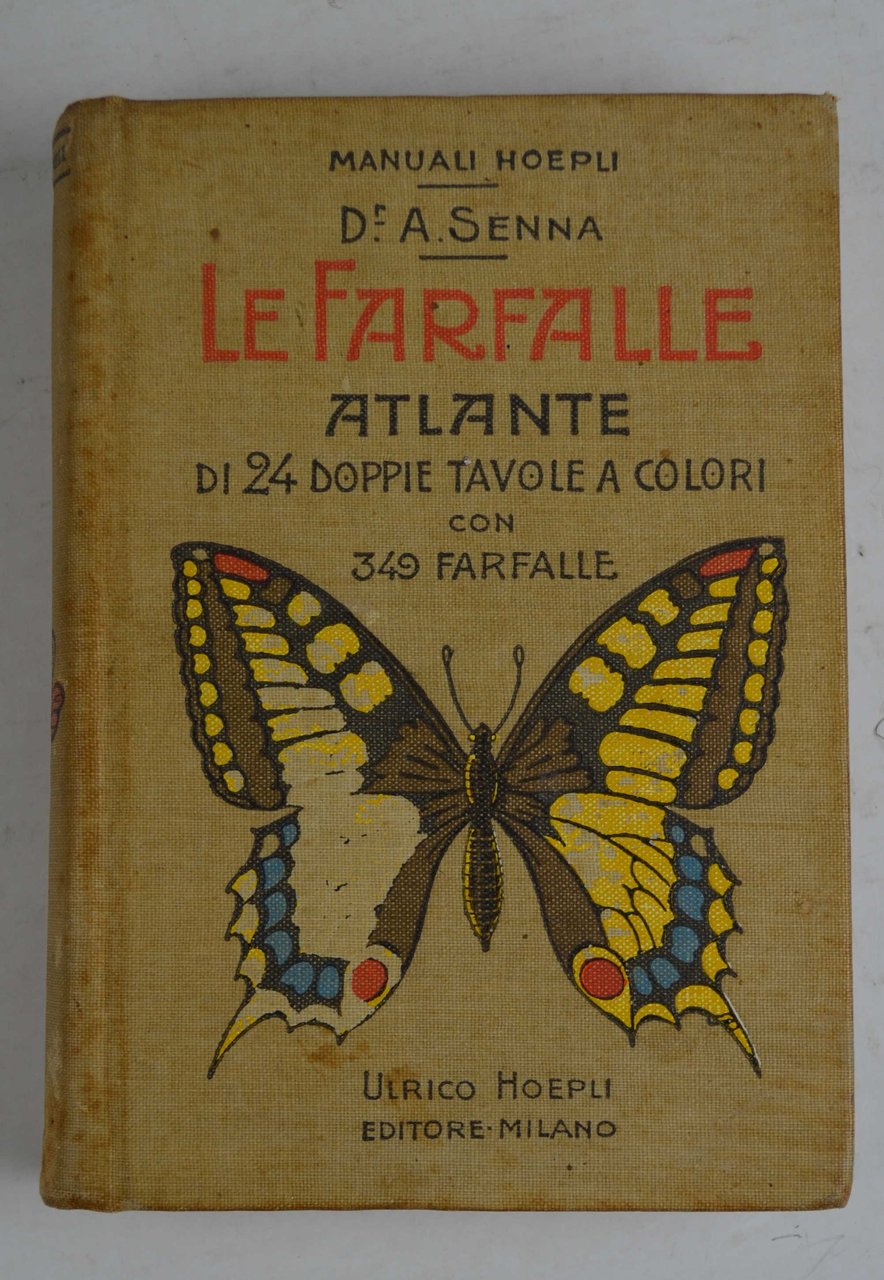 MANUALI HOEPLI
Dr. A. SENNA
LE FARFALLE
ATLANTE
DI 24 DOPPIE TAVOLE A COLORI
CON
349 FARFALLE
ULRICO HOEPLI
EDITORE·MILANO